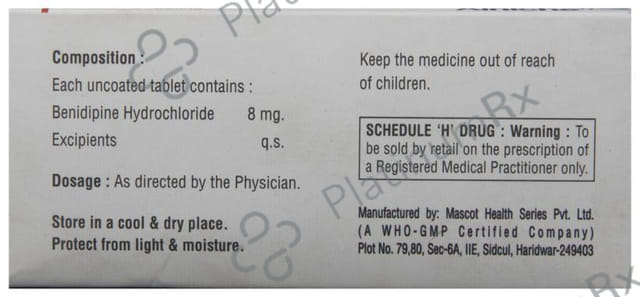 Composition :
Each uncoated tablet contains :
Benidipine Hydrochloride 8 mg.
Excipients q.s.
Dosage : As directed by the Physician.
Store in a cool & dry place.
Protect from light & moisture.
Keep the medicine out of reach
of children.
SCHEDULE 'H' DRUG : Warning : To
be sold by retail on the prescription of
a Registered Medical Practitioner only.
Manufactured by: Mascot Health Series Pvt. Ltd.
(A WHO-GMP Certified Company)
Plot No. 79,80, Sec-6A, IIE, Sidcul, Haridwar-249403
PlatinumRx